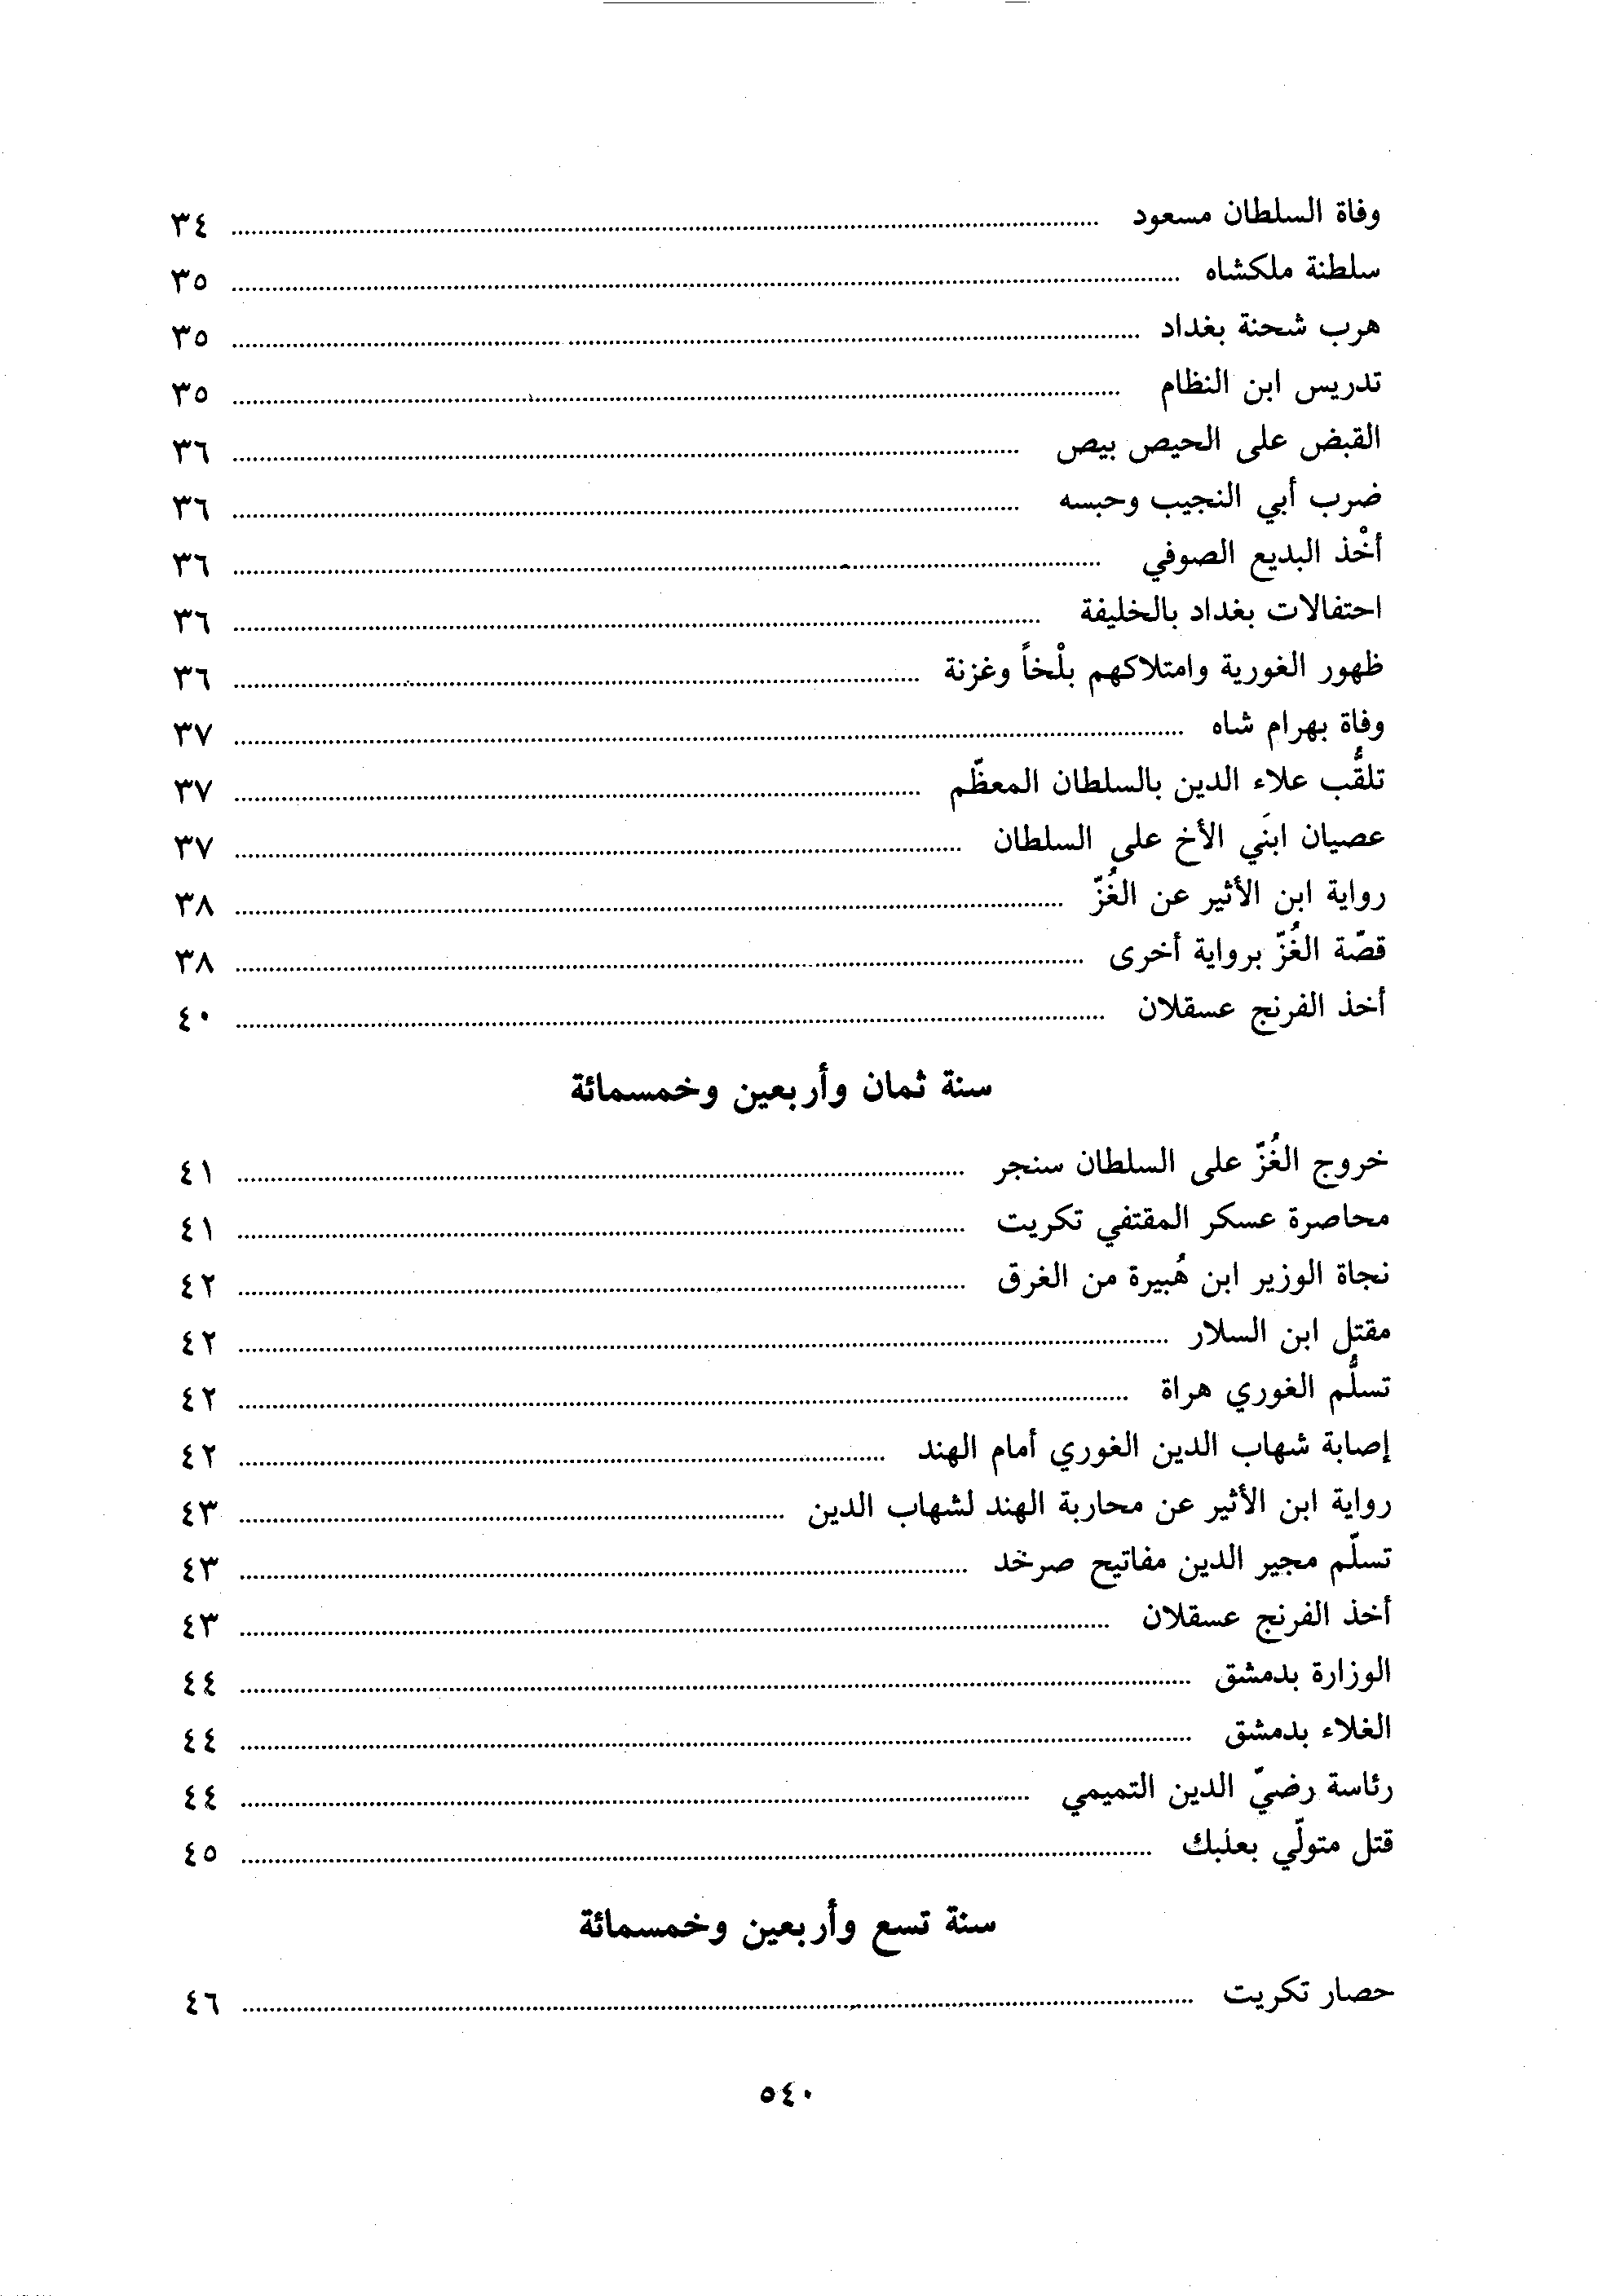 وفاة السلطان مسعود ........ ٣٤
سلطنة ملكشاه ........ ٣٥
هرب شحنة بغداد ........ ٣٥
تدريس ابن النظام ........ ٣٥
القبض على الحيص بيص ........ ٣٦
ضرب أبي النجيب وحبسه ........ ٣٦
أخْذ البديع الصوفي ........ ٣٦
احتفالات بغداد بالخليفة ........ ٣٦
ظهور الغورية وامتلاكهم بلْخاً وغزنة ........ ٣٦
وفاة بهرام شاه ........ ٣٧
تلقُّب علاء الدين بالسلطان المعظّم ........ ٣٧
عصيان ابنَي الأخ على السلطان ........ ٣٧
رواية ابن الأثير عن الغُزّ ........ ٣٨
قصّة الغُزّ برواية أخرى ........ ٣٨
أخذ الفرنج عسقلان ........ ٤٠
سنة ثمان وأربعين وخمسمائة
خروج الغُزّ على السلطان سنجر ........ ٤١
محاصرة عسكر المقتفي تكريت ........ ٤١
نجاة الوزير ابن هُبيرة من الغرق ........ ٤٢
مقتل ابن السلار ........ ٤٢
تسلُّم الغوري هراة ........ ٤٢
إصابة شهاب الدين الغوري أمام الهند ........ ٤٢
رواية ابن الأثير عن محاربة الهند لشهاب الدين ........ ٤٣
تسلّم مجير الدين مفاتيح صرخد ........ ٤٣
أخذ الفرنج عسقلان ........ ٤٣
الوزارة بدمشق ........ ٤٤
الغلاء بدمشق ........ ٤٤
رئاسة رضيّ الدين التميمي ........ ٤٤
قتل متولّي بعلبك ........ ٤٥
سنة تسع وأربعين وخمسمائة
حصار تكريت ........ ٤٦
٥٤٠